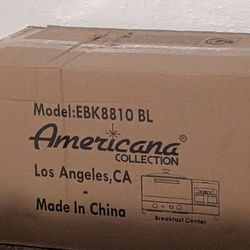 Model:EBK8810 BL
Americana®
COLLECTION
Los Angeles,CA
-
Made In China
Breakfast Center